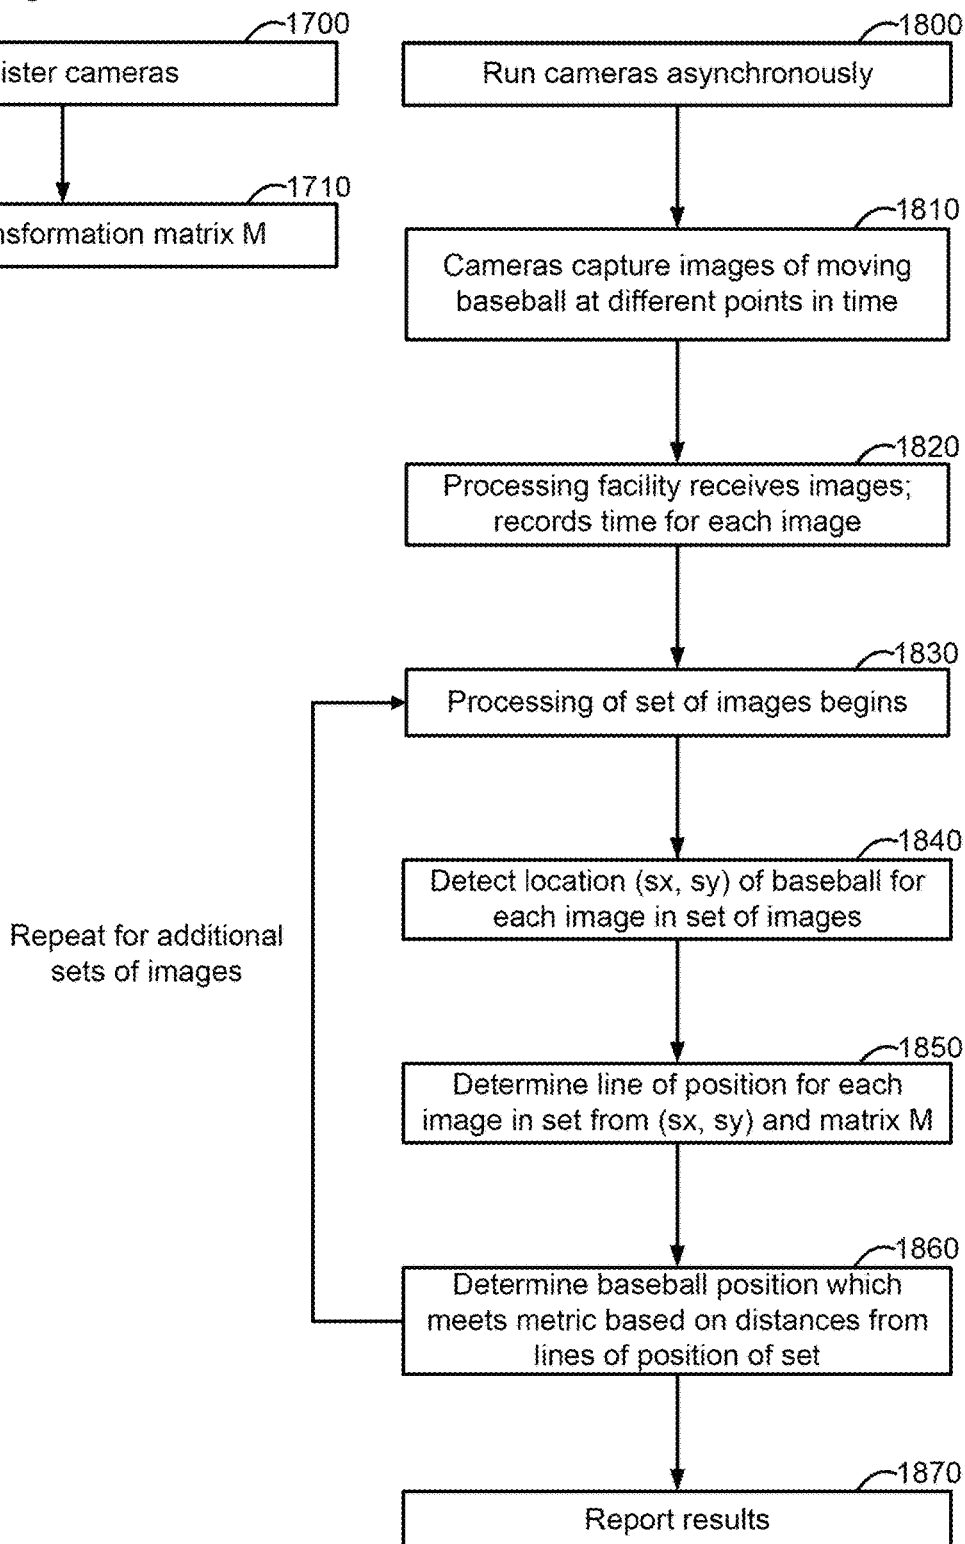 1700
cameras
1710
matrix M
1800
Run cameras asynchronously
1810
Cameras capture images of moving
baseball at different points in time
1820
Processing facility receives images;
records time for each image
1830
Processing of set of images begins
1840
Detect location (sx, sy) of baseball for
each image in set of images
Repeat for additional
sets of images
1850
Determine line of position for each
image in set from (sx, sy) and matrix M
1860
Determine baseball position which
meets metric based on distances from
lines of position of set
1870
Report results